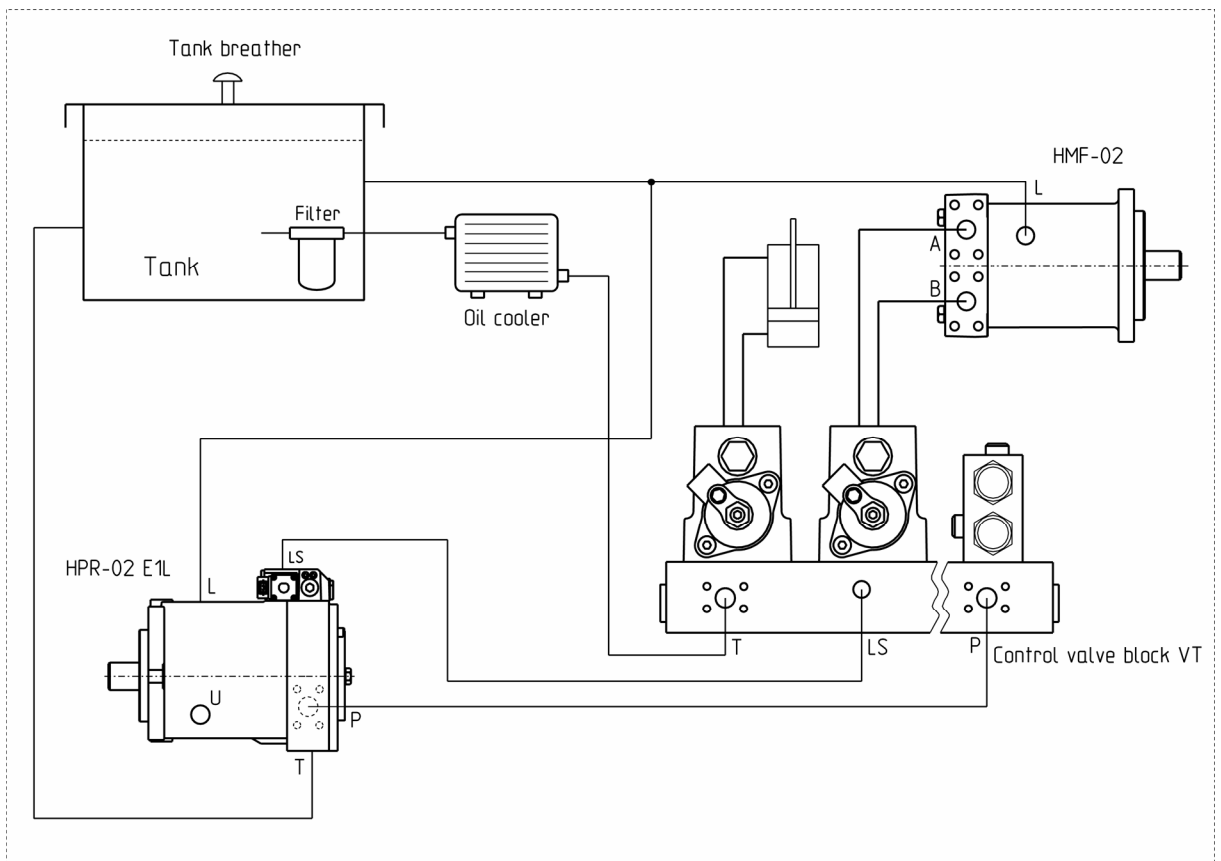 Tank breather
HMF-02
L
Filter
A
Tank
B
Oil cooler
LS
HPR-02 E1L
L
T
LS
P
Control valve block VT
U
P
T